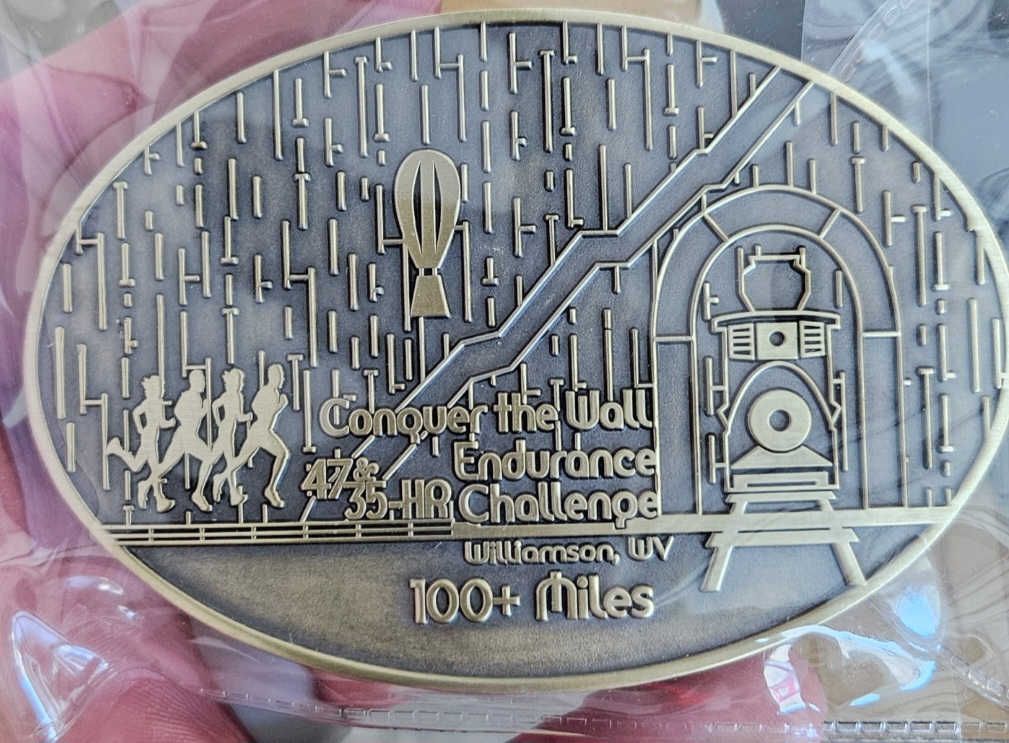 Conquer the Wall
Endurance
47 &
35-HR Challenge
Williamson, WV
100+ Miles